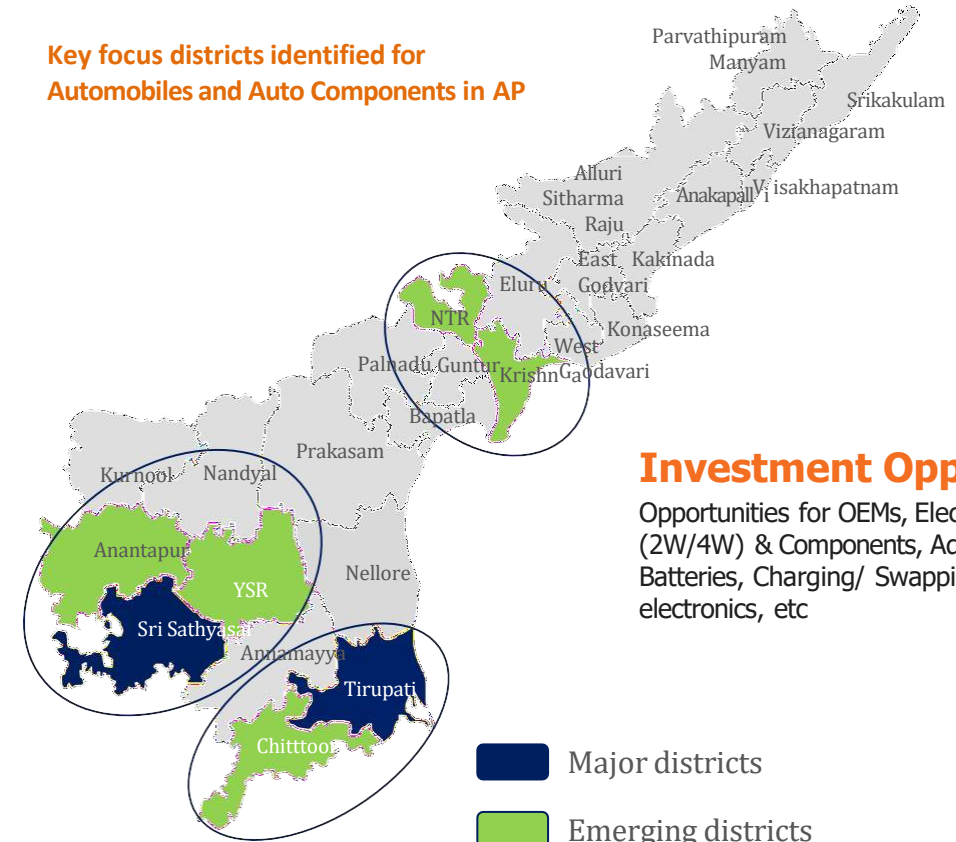 Key focus districts identified for
Automobiles and Auto Components in AP
Parvathipuram
Manyam
Srikakulam
Vizianagaram
Alluri
Sitharma
Raju
Anakapalli
Visakhapatnam
East
Godvari
Kakinada
Eluru
NTR
Konaseema
West
Godavari
Palnadu
Guntur
Krishna
Bapatla
Prakasam
Kurnool
Nandyal
Investment Opp
Opportunities for OEMs, Elec
(2W/4W) & Components, Ad
Batteries, Charging/ Swappi
electronics, etc
Anantapur
YSR
Nellore
Sri Sathyasai
Annamayya
Tirupati
Chitttoor
Major districts
Emerging districts